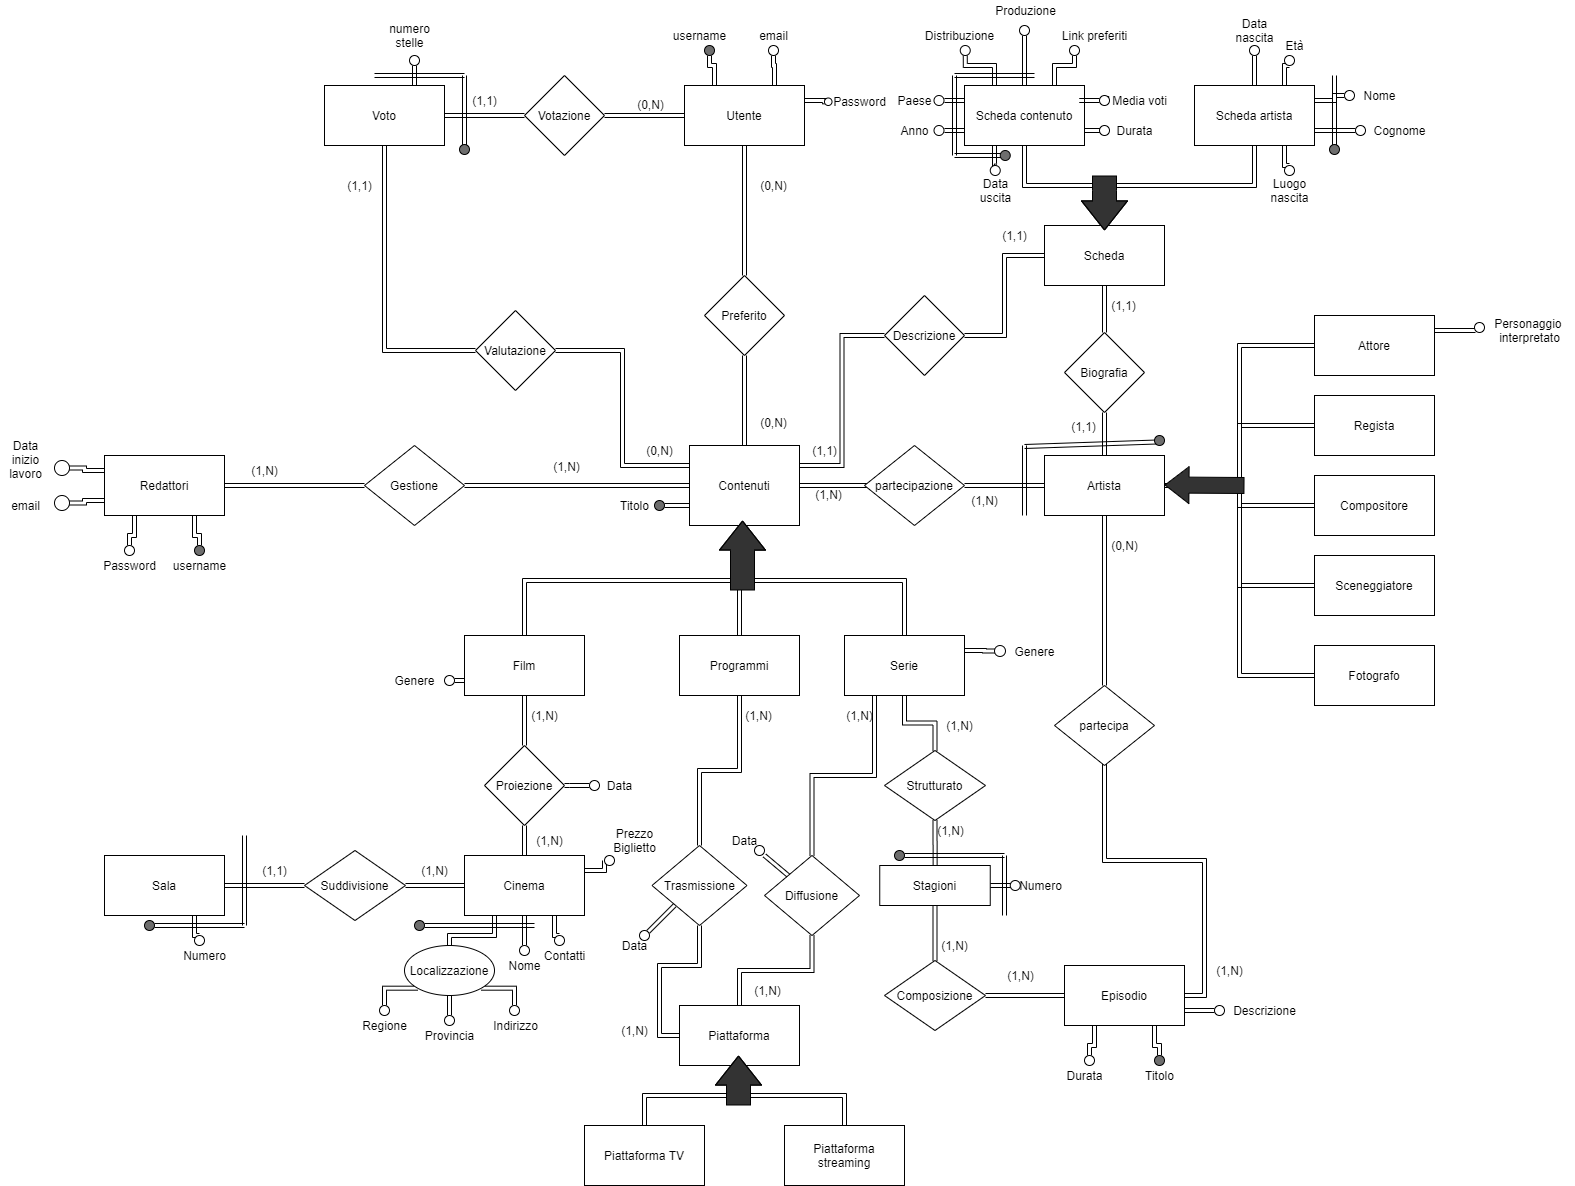 Produzione
numero
stelle
username
email
Distribuzione
Link preferiti
Data
nascita
Età
(1,1)
(0,N)
Password
Paese
Media voti
Nome
Voto
Votazione
Utente
Scheda contenuto
Scheda artista
Anno
Durata
Cognome
(1,1)
(0,N)
Data
uscita
Luogo
nascita
(1,1)
Scheda
(1,1)
Preferito
Descrizione
Personaggio
interpretato
Valutazione
Attore
Biografia
(0,N)
(1,1)
Regista
Data
inizio
lavoro
(1,N)
(1,N)
(0,N)
(1,1)
Redattori
Gestione
Contenuti
partecipazione
Artista
(1,N)
(1,N)
email
Titolo
Compositore
Password
username
(0,N)
Sceneggiatore
Film
Programmi
Serie
Genere
Genere
Fotografo
(1,N)
(1,N)
(1,N)
(1,N)
partecipa
Proiezione
Data
Strutturato
Prezzo
Biglietto
(1,N)
Data
(1,N)
(1,1)
(1,N)
Sala
Suddivisione
Cinema
Trasmissione
Diffusione
Stagioni
Numero
Data
(1,N)
Numero
Contatti
Nome
Localizzazione
(1,N)
(1,N)
(1,N)
Composizione
Episodio
Descrizione
Regione
Provincia
Indirizzo
(1,N)
Piattaforma
Durata
Titolo
Piattaforma TV
Piattaforma
streaming